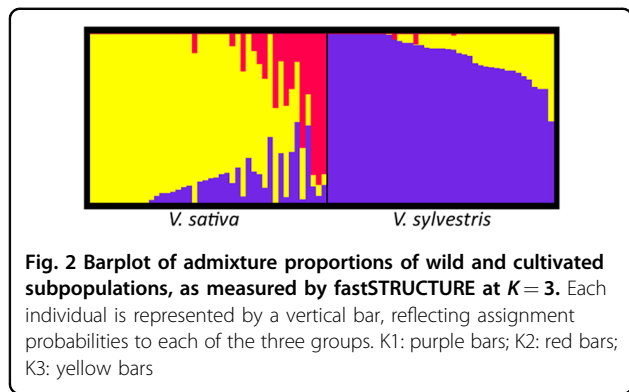 V. sativa V. sylvestris
Fig. 2 Barplot of admixture proportions of wild and cultivated
subpopulations, as measured by fastSTRUCTURE at K = 3. Each
individual is represented by a vertical bar, reflecting assignment
probabilities to each of the three groups. K1: purple bars; K2: red bars;
K3: yellow bars